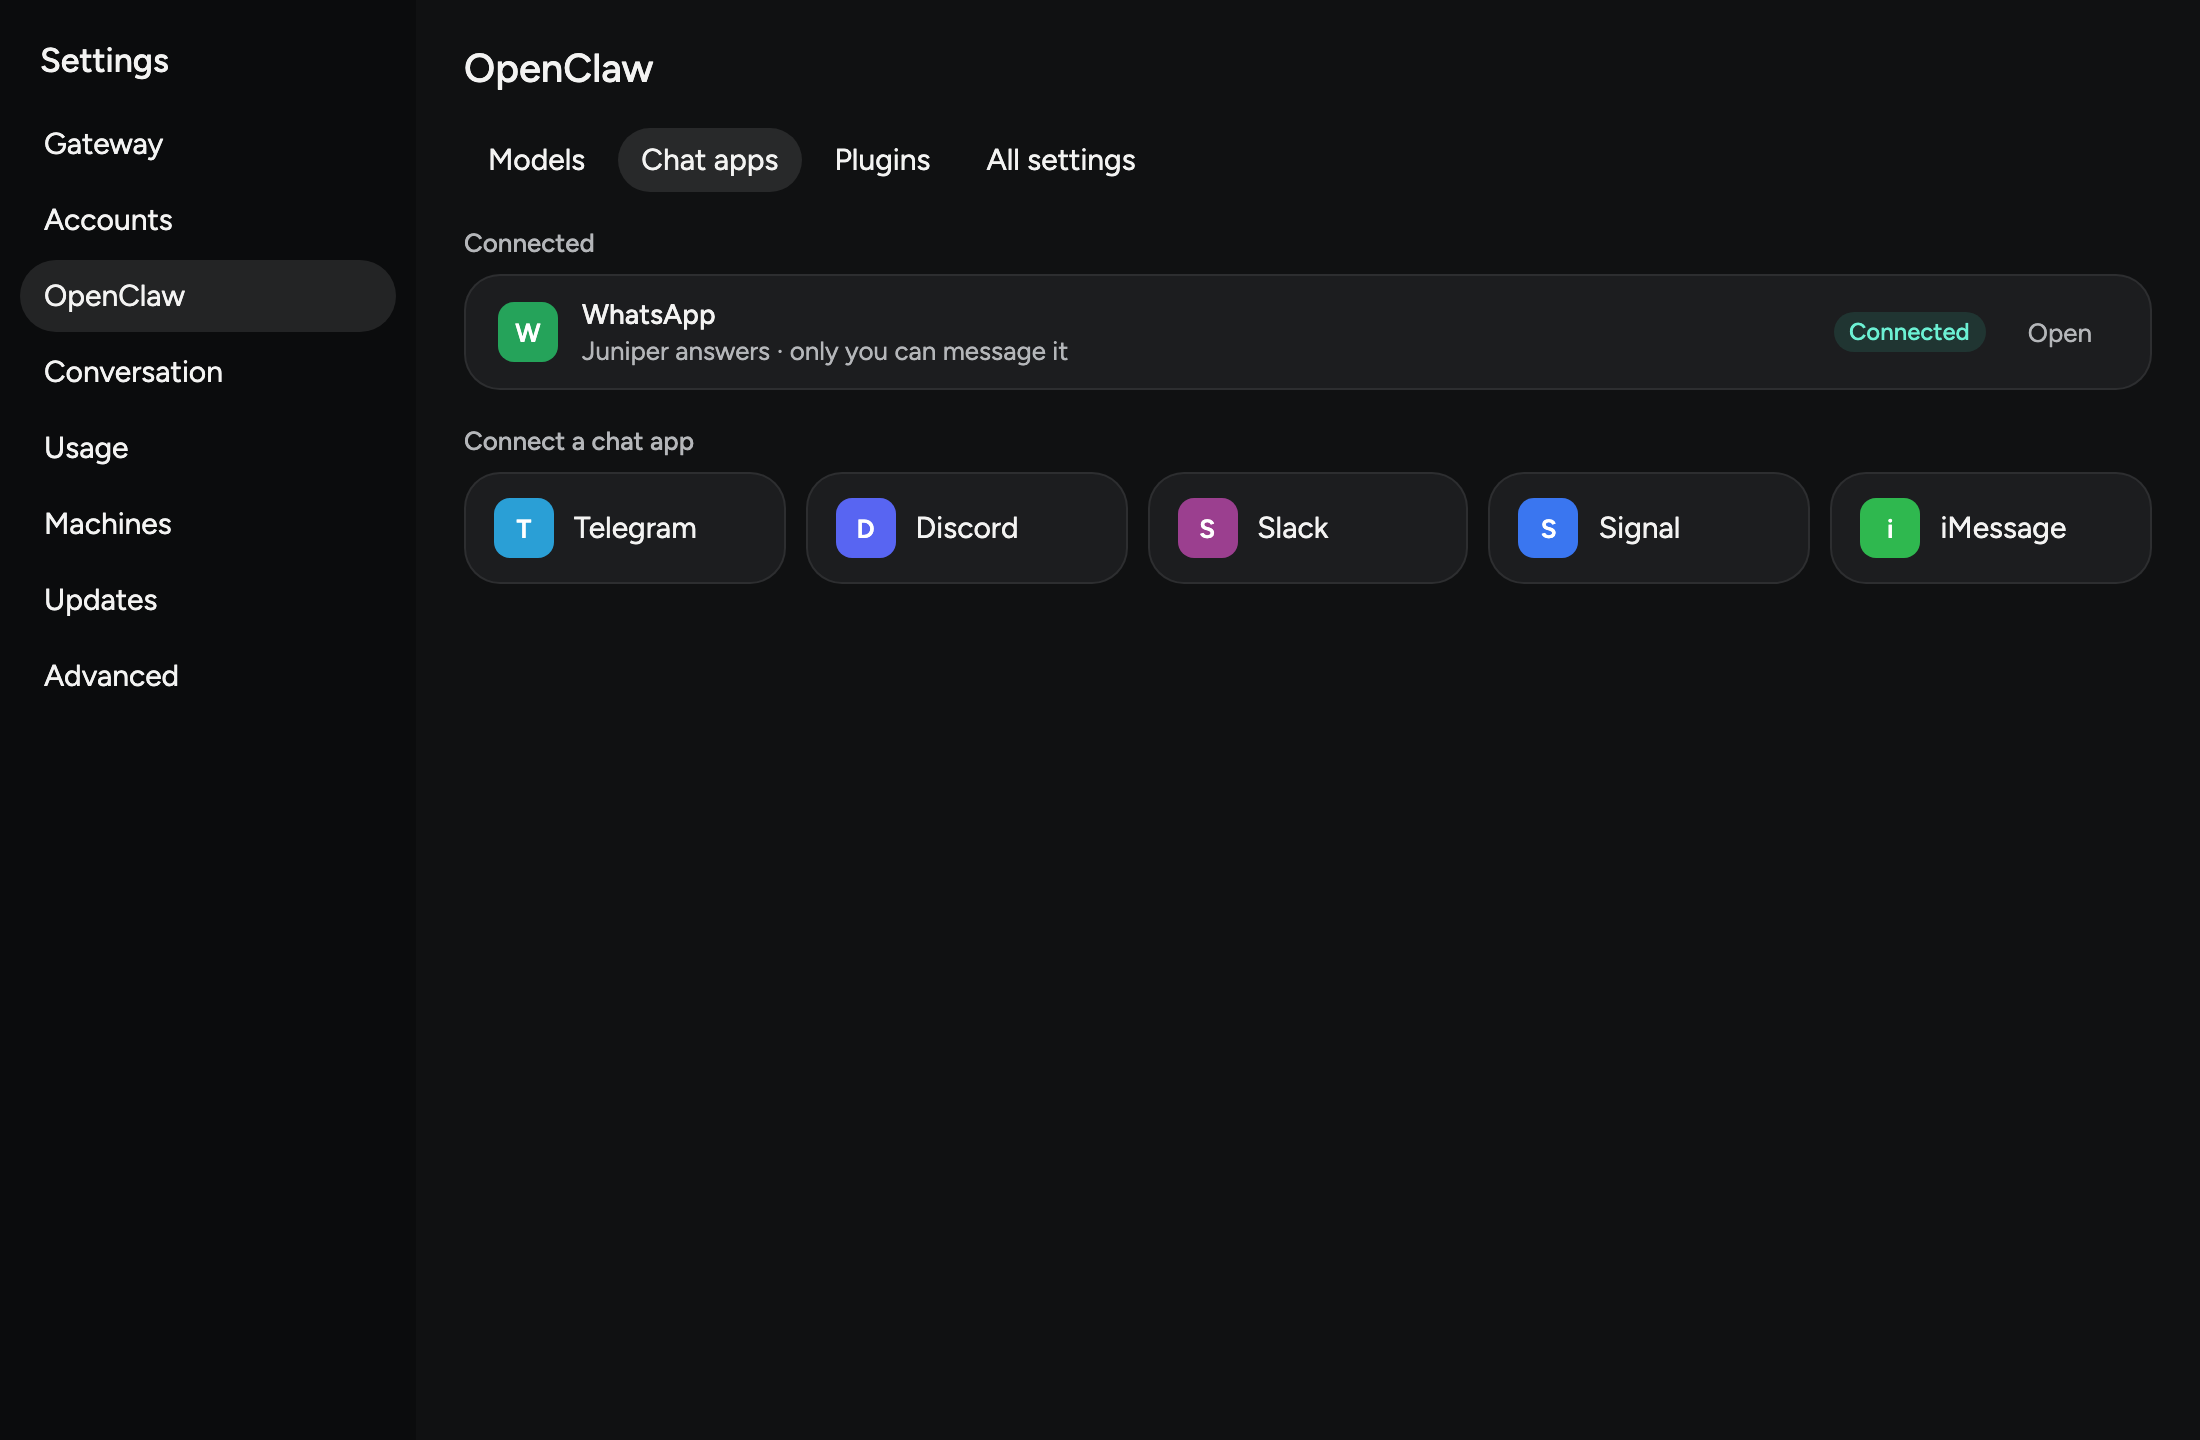 Settings
Gateway
Accounts
OpenClaw
Conversation
Usage
Machines
Updates
Advanced
OpenClaw
Models Chat apps Plugins All settings
Connected
W WhatsApp
Juniper answers · only you can message it
Connected Open
Connect a chat app
T Telegram
D Discord
S Slack
S Signal
i iMessage